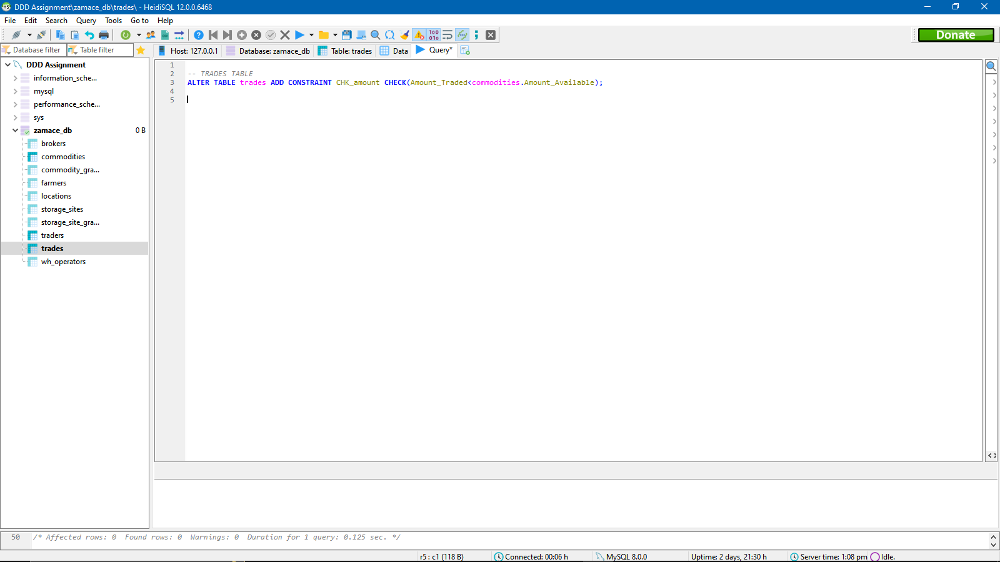 DDD Assignment\zamace_db\trades\ - HeidiSQL 12.0.0.6468
File Edit Search Query Tools Go to Help
Donate
Database filter Table filter
Host: 127.0.0.1 Database: zamace_db Table: trades Data Query*
DDD Assignment
information_sche...
mysql
performance_sche...
sys
zamace_db 0 B
brokers
commodities
commodity_gra...
farmers
locations
storage_sites
storage_site_gra...
traders
trades
wh_operators
1
2 -- TRADES TABLE
3 ALTER TABLE trades ADD CONSTRAINT CHK_amount CHECK(Amount_Traded<commodities.Amount_Available);
4
5
50 /* Affected rows: 0 Found rows: 0 Warnings: 0 Duration for 1 query: 0.125 sec. */
r5 : c1 (118 B) Connected: 00:06 h MySQL 8.0.0 Uptime: 2 days, 21:30 h Server time: 1:08 pm Idle.